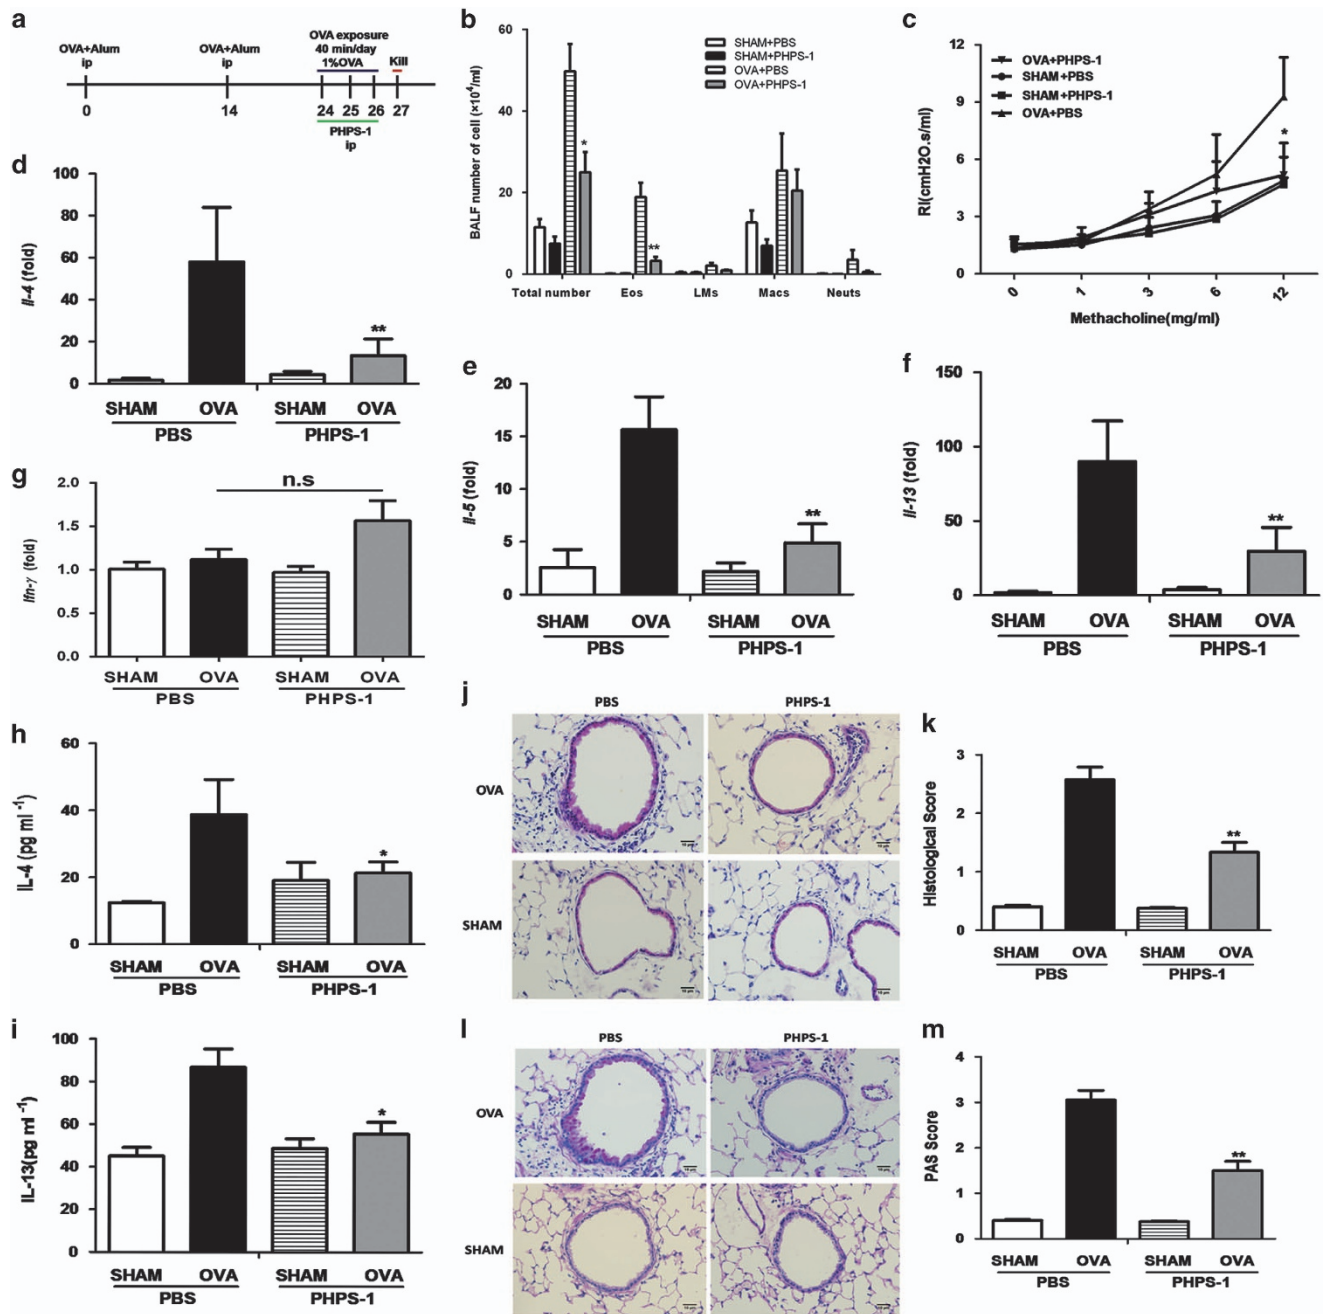 a
OVA+Alum
ip
OVA+Alum
ip
OVA exposure
40 min/day
1%OVA
Kill
0
14
24
25
26
27
PHPS-1
ip
b
BALF number of cell (×10⁴/ml)
60
40
20
0
SHAM+PBS
SHAM+PHPS-1
OVA+PBS
OVA+PHPS-1
*
**
Total number
Eos
LMs
Macs
Neuts
c
RI(cmH2O.s/ml)
12
9
6
3
0
OVA+PHPS-1
SHAM+PBS
SHAM+PHPS-1
OVA+PBS
*
0
1
3
6
12
Methacholine(mg/ml)
d
Il-4 (fold)
100
80
60
40
20
0
**
SHAM
OVA
SHAM
OVA
PBS
PHPS-1
e
Il-5 (fold)
20
15
10
5
0
**
SHAM
OVA
SHAM
OVA
PBS
PHPS-1
f
Il-13 (fold)
150
100
50
0
**
SHAM
OVA
SHAM
OVA
PBS
PHPS-1
g
Ifn-γ (fold)
2.0
1.5
1.0
0.5
0.0
n.s
SHAM
OVA
SHAM
OVA
PBS
PHPS-1
h
IL-4 (pg ml ⁻¹)
60
40
20
0
*
SHAM
OVA
SHAM
OVA
PBS
PHPS-1
i
IL-13(pg ml ⁻¹)
100
80
60
40
20
0
*
SHAM
OVA
SHAM
OVA
PBS
PHPS-1
j
PBS
PHPS-1
OVA
SHAM
k
Histological Score
3
2
1
0
**
SHAM
OVA
SHAM
OVA
PBS
PHPS-1
l
PBS
PHPS-1
OVA
SHAM
m
PAS Score
4
3
2
1
0
**
SHAM
OVA
SHAM
OVA
PBS
PHPS-1